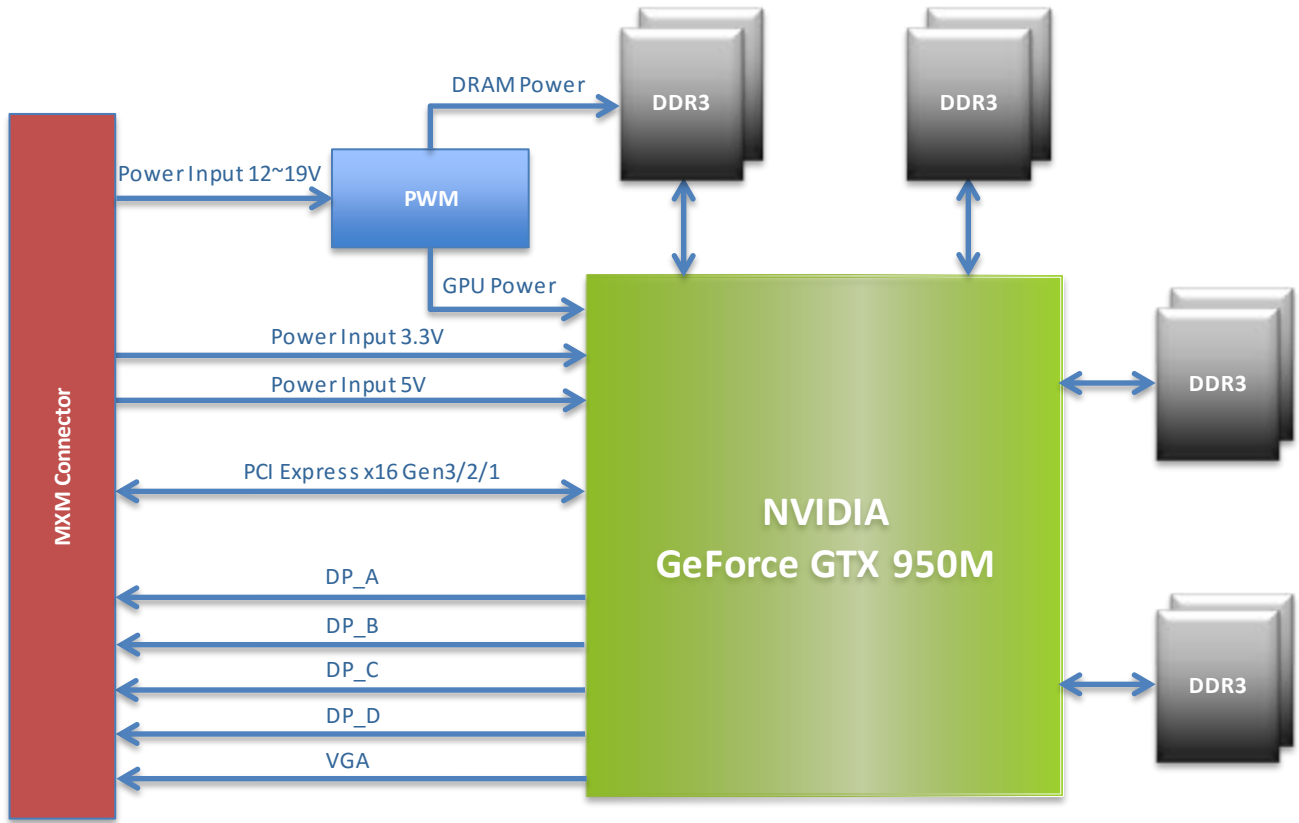 DRAM Power
DDR3
DDR3
Power Input 12~19V
PWM
GPU Power
Power Input 3.3V
Power Input 5V
DDR3
MXM Connector
PCI Express x16 Gen3/2/1
NVIDIA
GeForce GTX 950M
DP_A
DP_B
DP_C
DP_D
VGA
DDR3